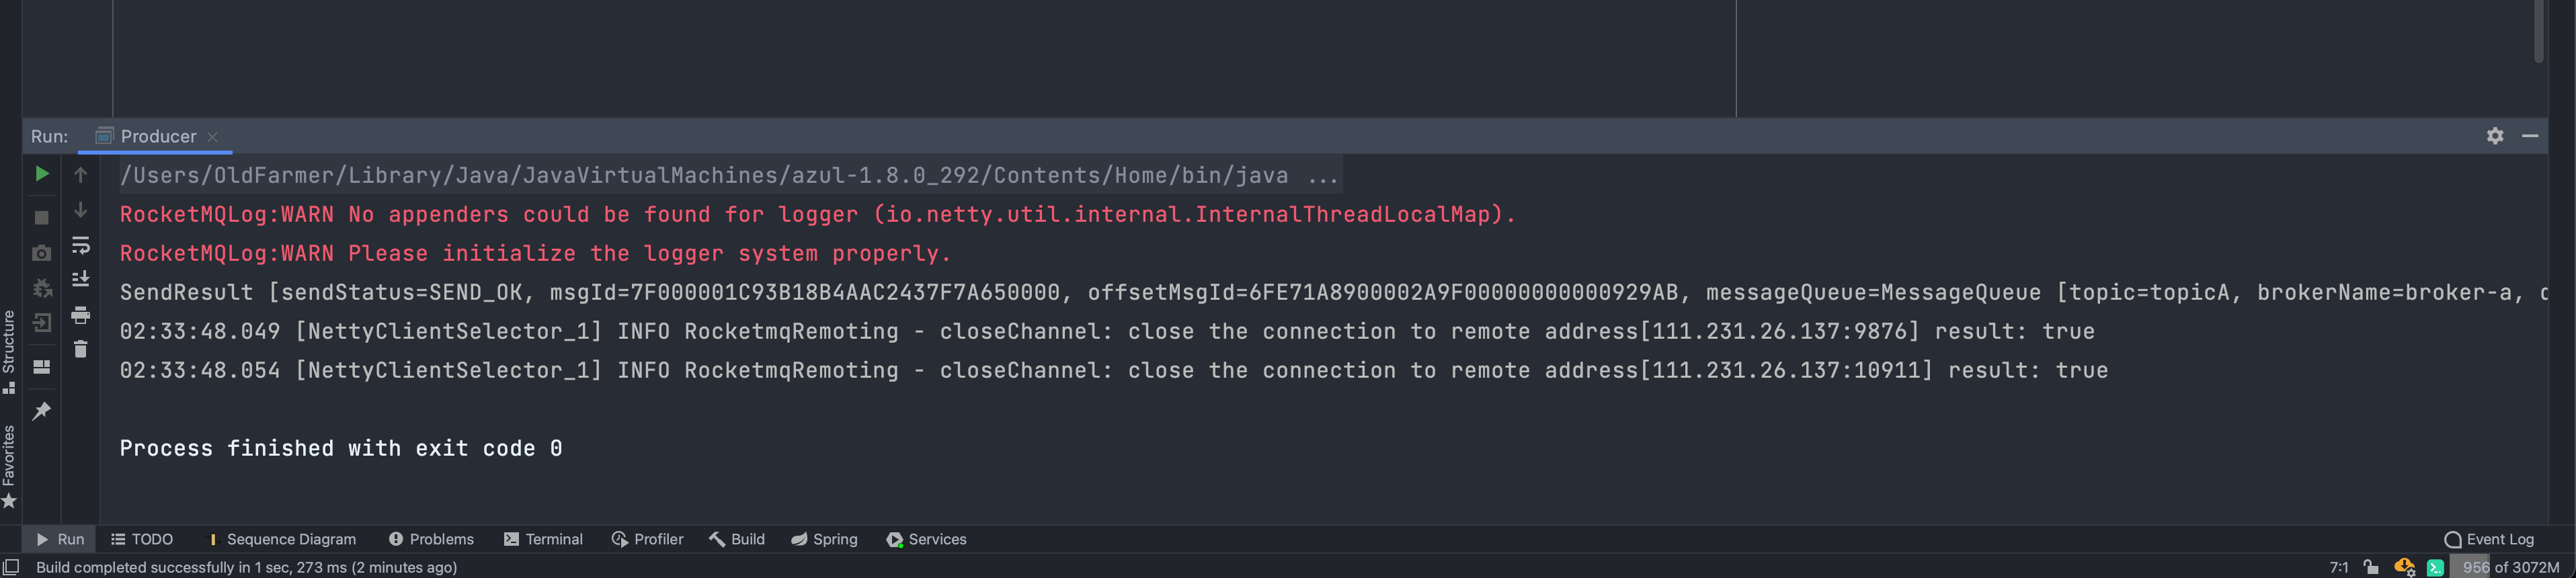 Run: Producer
/Users/OldFarmer/Library/Java/JavaVirtualMachines/azul-1.8.0_292/Contents/Home/bin/java ...
RocketMQLog:WARN No appenders could be found for logger (io.netty.util.internal.InternalThreadLocalMap).
RocketMQLog:WARN Please initialize the logger system properly.
SendResult [sendStatus=SEND_OK, msgId=7F000001C93B18B4AAC2437F7A650000, offsetMsgId=6FE71A8900002A9F00000000000929AB, messageQueue=MessageQueue [topic=topicA, brokerName=broker-a,
02:33:48.049 [NettyClientSelector_1] INFO RocketmqRemoting - closeChannel: close the connection to remote address[111.231.26.137:9876] result: true
02:33:48.054 [NettyClientSelector_1] INFO RocketmqRemoting - closeChannel: close the connection to remote address[111.231.26.137:10911] result: true
Process finished with exit code 0
Structure
Favorites
Run TODO Sequence Diagram Problems Terminal Profiler Build Spring Services Event Log
Build completed successfully in 1 sec, 273 ms (2 minutes ago) 7:1 956 of 3072M